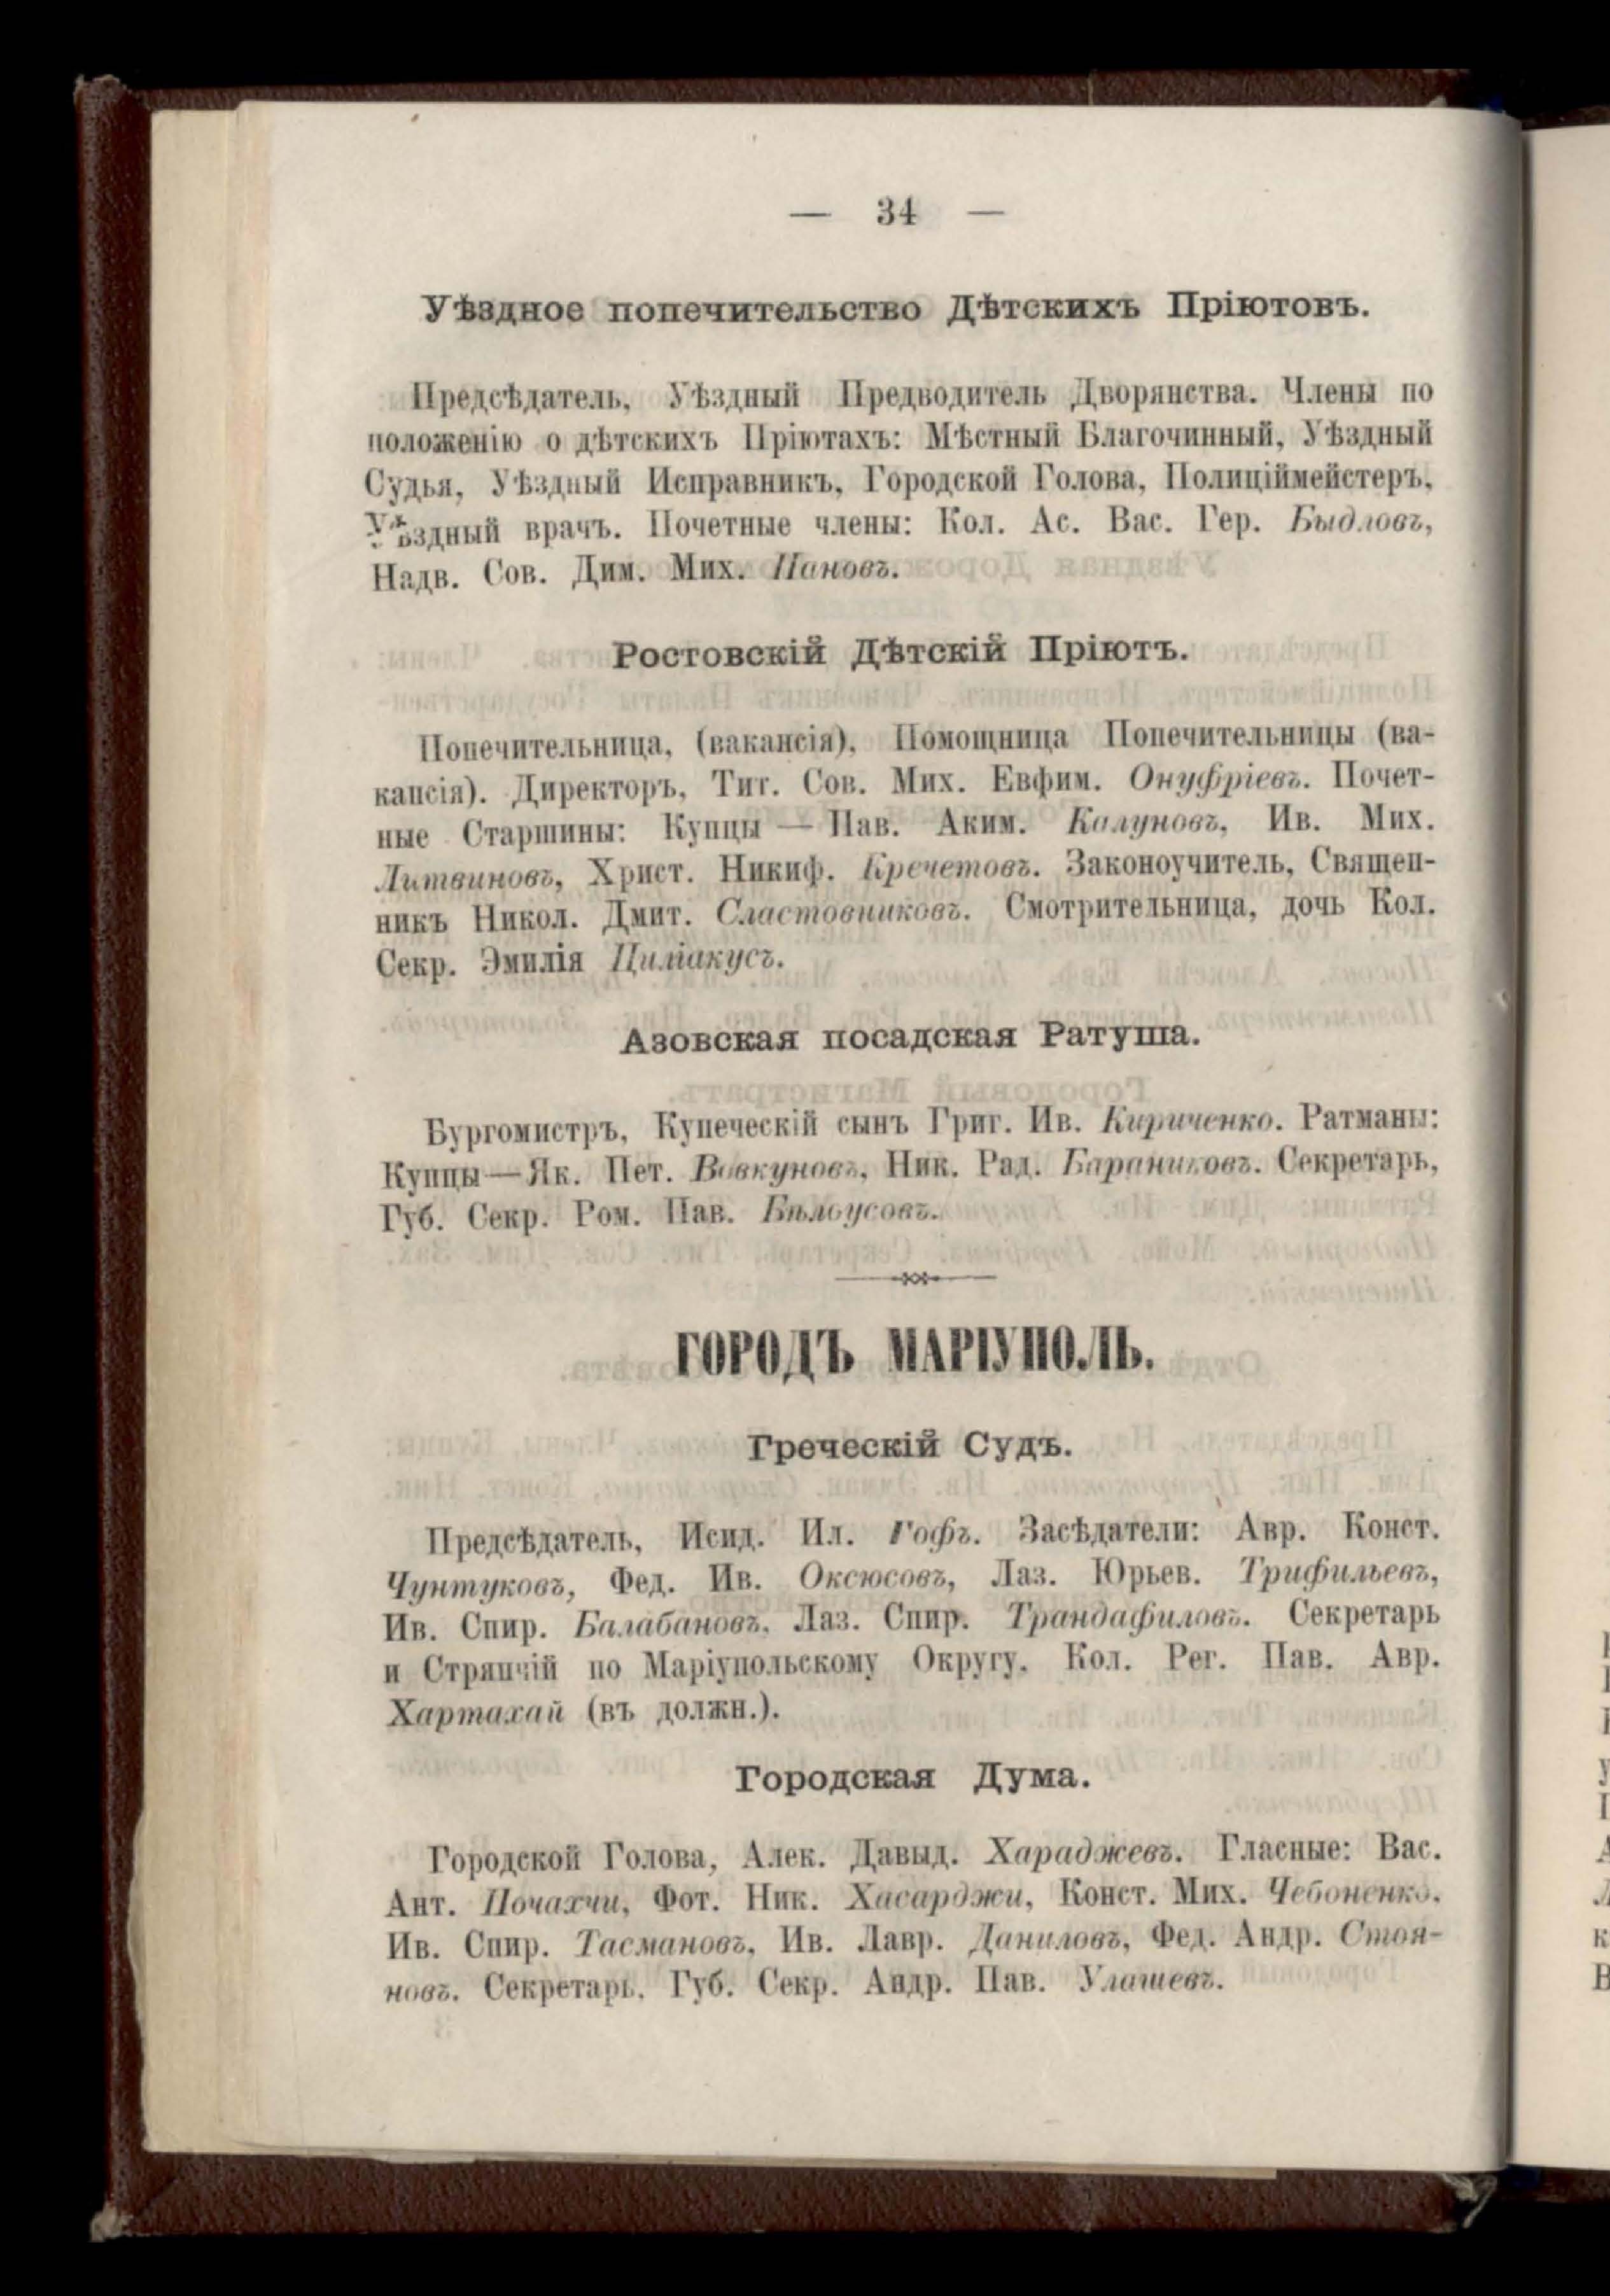 — 34 —
Уѣздное попечительство Дѣтскихъ Пріютовъ.
Предсѣдатель, Уѣздный Предводитель Дворянства. Члены по
положенію о дѣтскихъ Пріютахъ: Мѣстный Благочинный, Уѣздный
Судья, Уѣздный Исправникъ, Городской Голова, Полиціймейстеръ,
Уѣздный врачъ. Почетные члены: Кол. Ас. Вас. Гер. Быдловъ,
Надв. Сов. Дим. Мих. Пановъ.
Ростовскій Дѣтскій Пріютъ.
Попечительница, (вакансія), Помощница Попечительницы (ва-
кансія). Директоръ, Тит. Сов. Мих. Евфим. Онуфріевъ. Почет-
ные Старшины: Купцы — Пав. Аким. Калуновъ, Ив. Мих.
Литвиновъ, Христ. Никиф. Кречетовъ. Законоучитель, Священ-
никъ Никол. Дмит. Сластовниковъ. Смотрительница, дочь Кол.
Секр. Эмилія Циліакусъ.
Азовская посадская Ратуша.
Бургомистръ, Купеческій сынъ Григ. Ив. Кириченко. Ратманы:
Купцы—Як. Пет. Вовкуновъ, Ник. Рад. Бараниковъ. Секретарь,
Губ. Секр. Ром. Пав. Бѣлоусовъ.
ГОРОДЪ МАРІУПОЛЬ.
Греческій Судъ.
Предсѣдатель, Исид. Ил. Гофъ. Засѣдатели: Авр. Конст.
Чунтуковъ, Фед. Ив. Оксюсовъ, Лаз. Юрьев. Трифильевъ,
Ив. Спир. Балабановъ, Лаз. Спир. Трандафиловъ. Секретарь
и Стряпчій по Маріупольскому Округу, Кол. Рег. Пав. Авр.
Хартахай (въ должн.).
Городская Дума.
Городской Голова, Алек. Давыд. Хараджевъ. Гласные: Вас.
Ант. Почахчи, Фот. Ник. Хасарджи, Конст. Мих. Чебоненко,
Ив. Спир. Тасмановъ, Ив. Лавр. Даниловъ, Фед. Андр. Стоя-
новъ. Секретарь, Губ. Секр. Андр. Пав. Улашевъ.